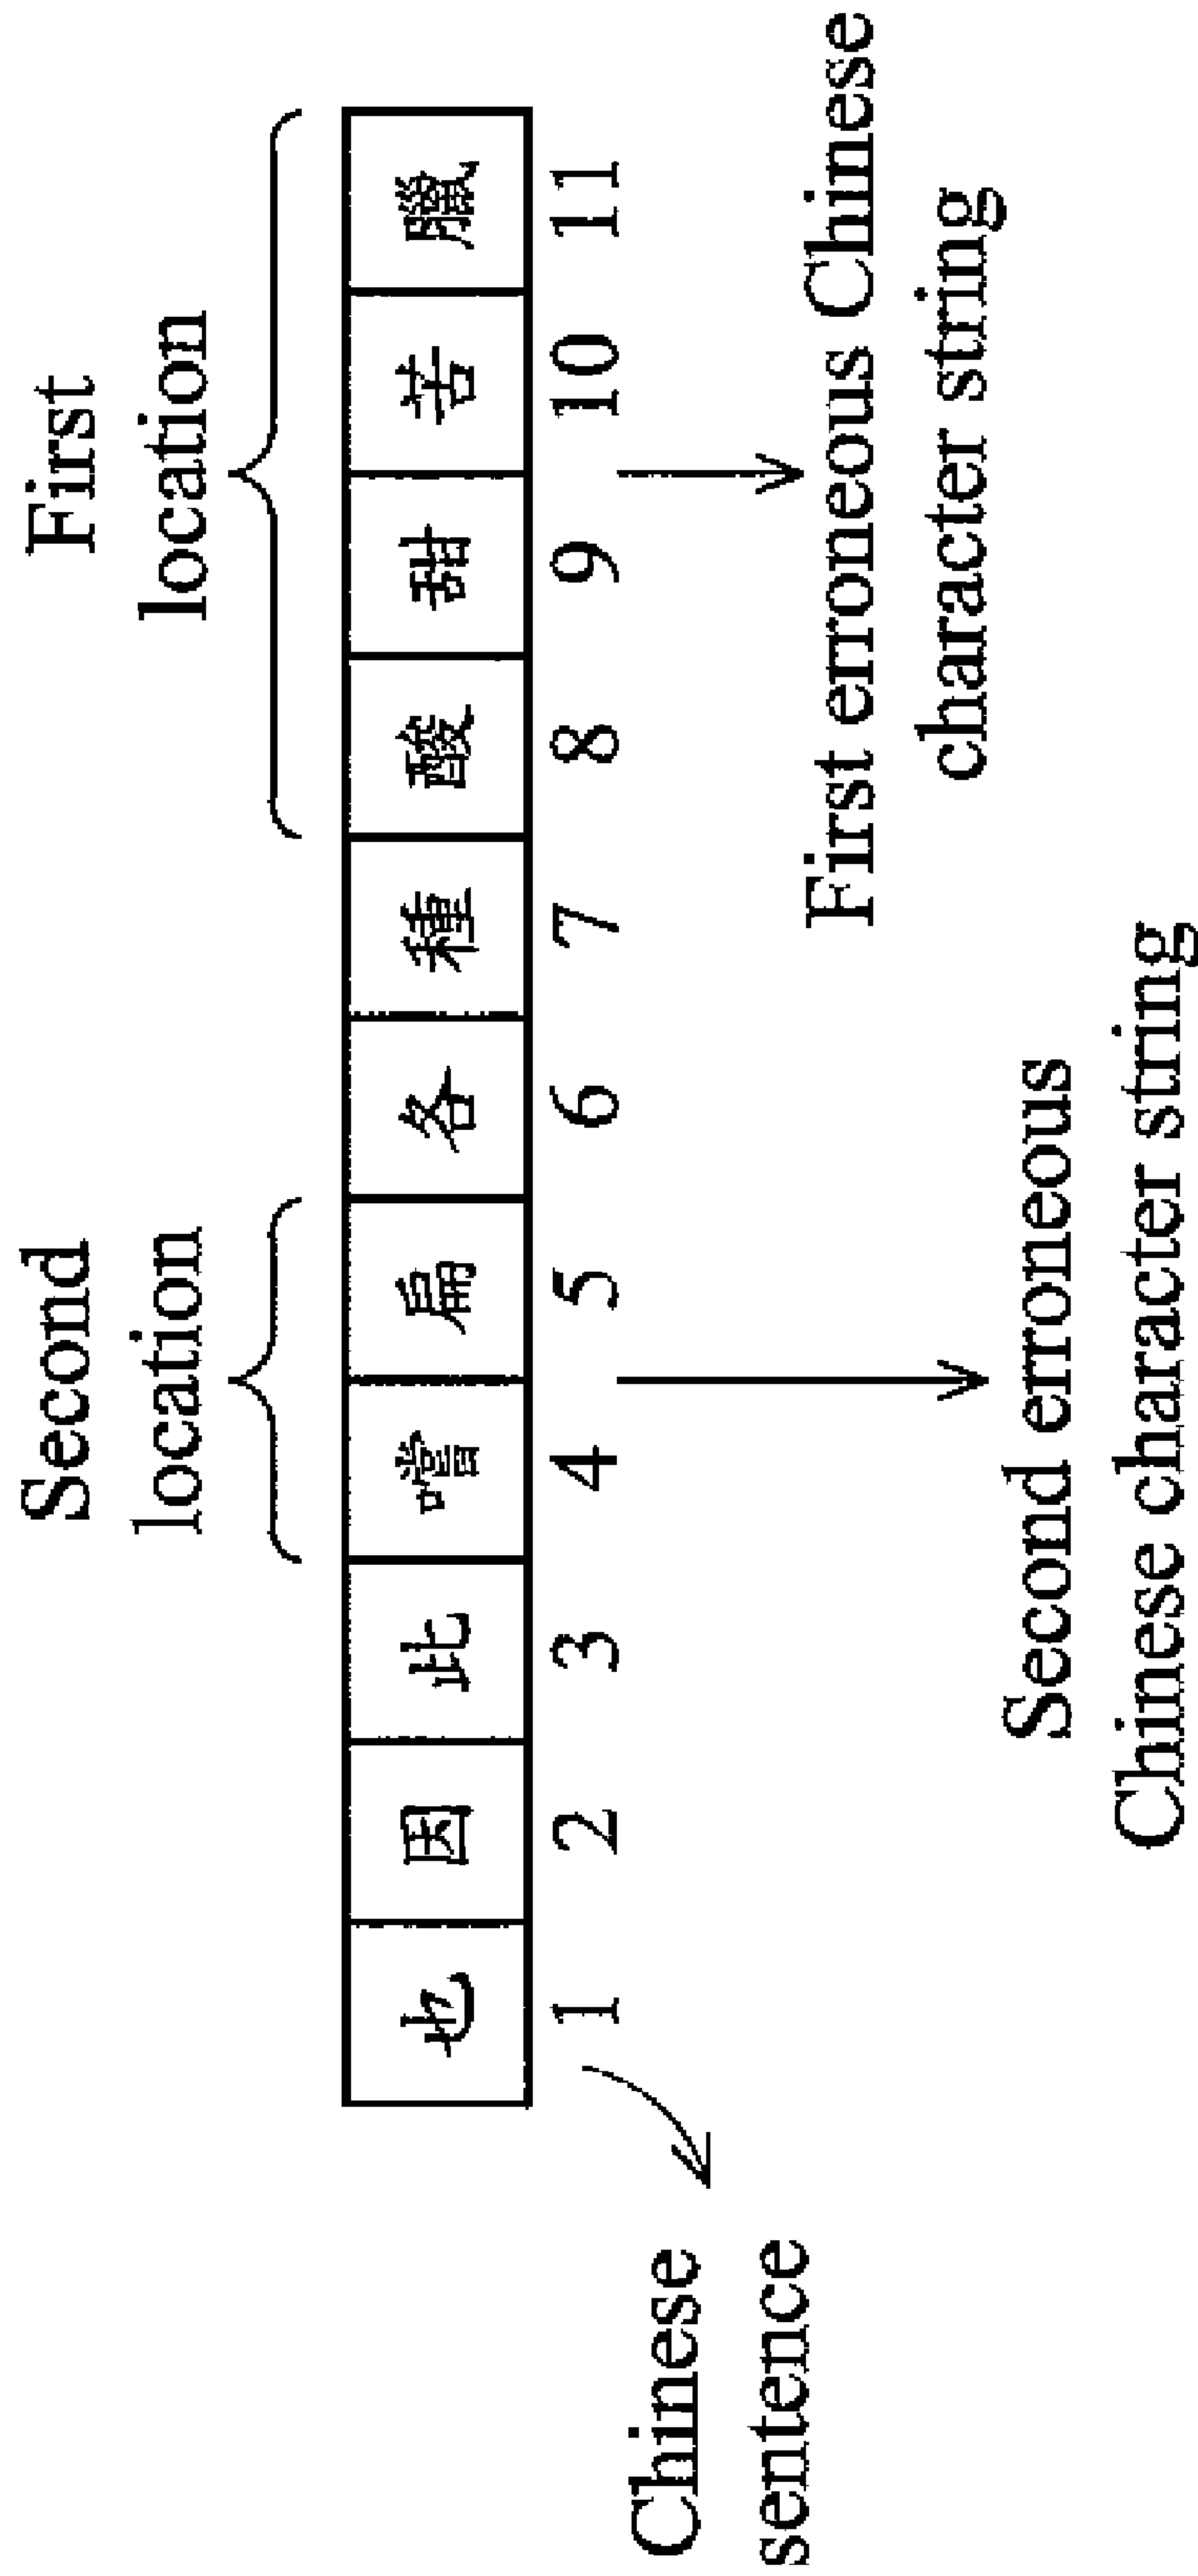 Second
location
First
location
也因此嚐扁各種酸甜苦臘
1 2 3 4 5 6 7 8 9 10 11
Chinese
sentence
First erroneous Chinese
character string
Second erroneous
Chinese character string